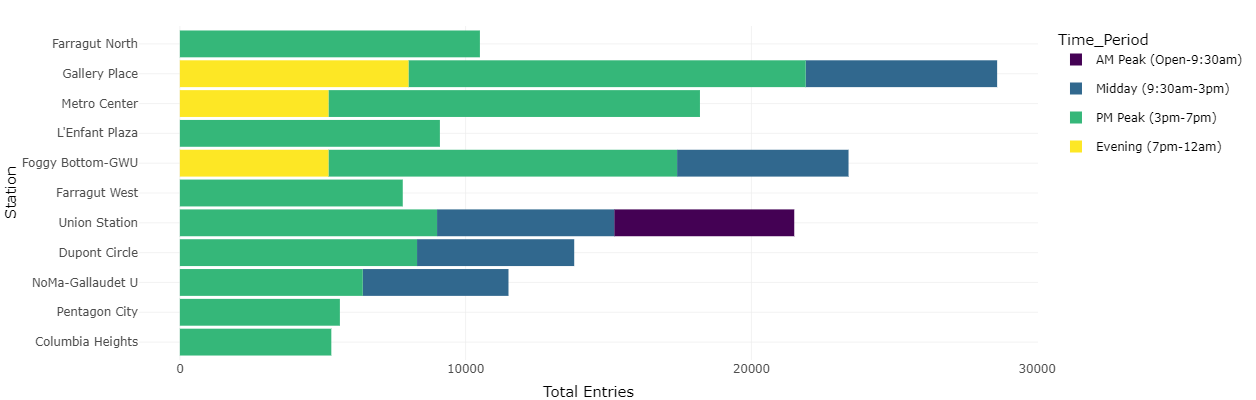 Time_Period
AM Peak (Open-9:30am)
Midday (9:30am-3pm)
PM Peak (3pm-7pm)
Evening (7pm-12am)
Station
Farragut North
Gallery Place
Metro Center
L'Enfant Plaza
Foggy Bottom-GWU
Farragut West
Union Station
Dupont Circle
NoMa-Gallaudet U
Pentagon City
Columbia Heights
0 10000 20000 30000
Total Entries